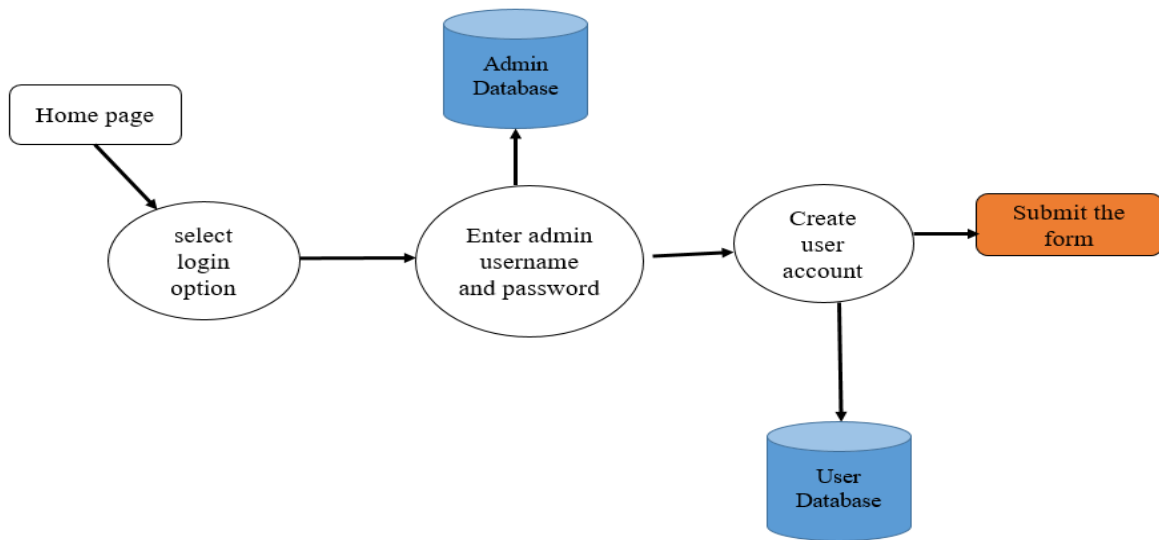 Admin
Database
Home page
select
login
option
Enter admin
username
and password
Create
user
account
Submit the
form
User
Database